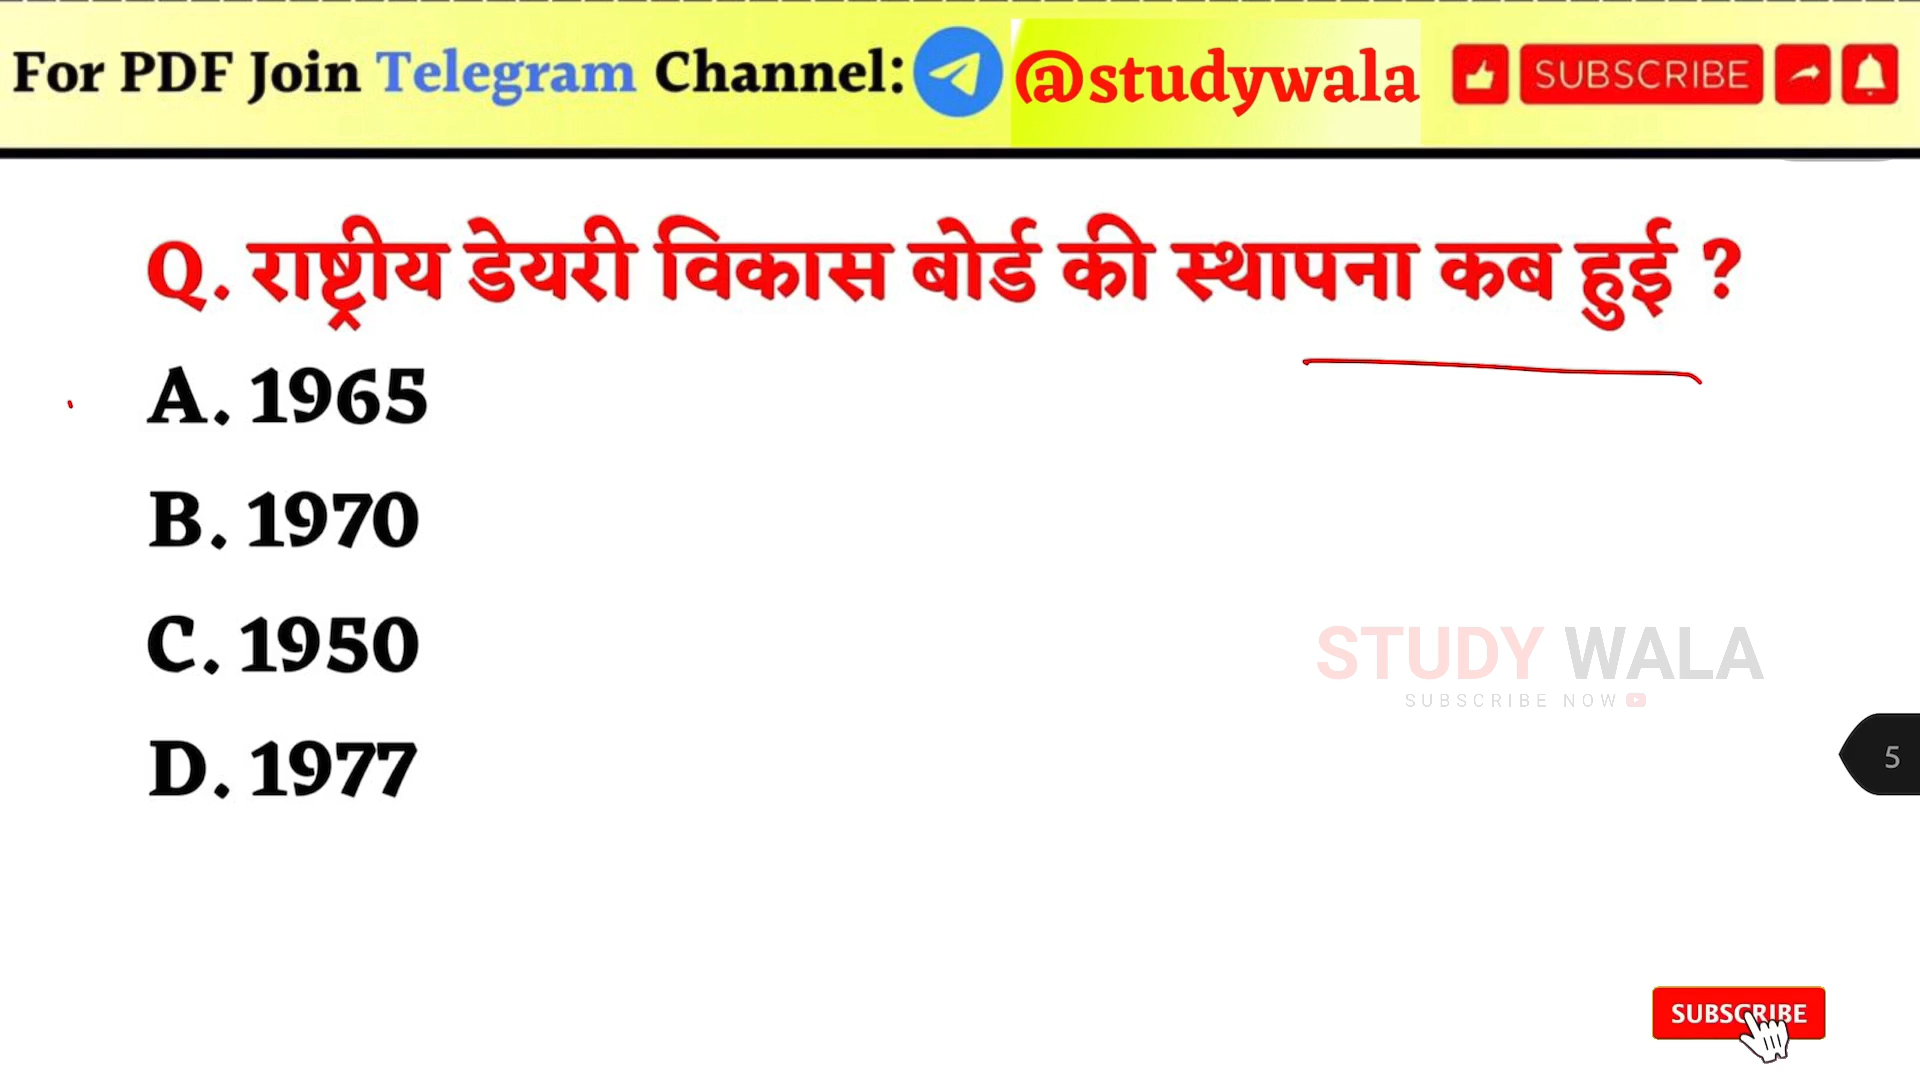 For PDF Join Telegram Channel: @studywala SUBSCRIBE
Q. राष्ट्रीय डेयरी विकास बोर्ड की स्थापना कब हुई ?
A. 1965
B. 1970
C. 1950
D. 1977
STUDY WALA
SUBSCRIBE NOW
5
SUBSCRIBE